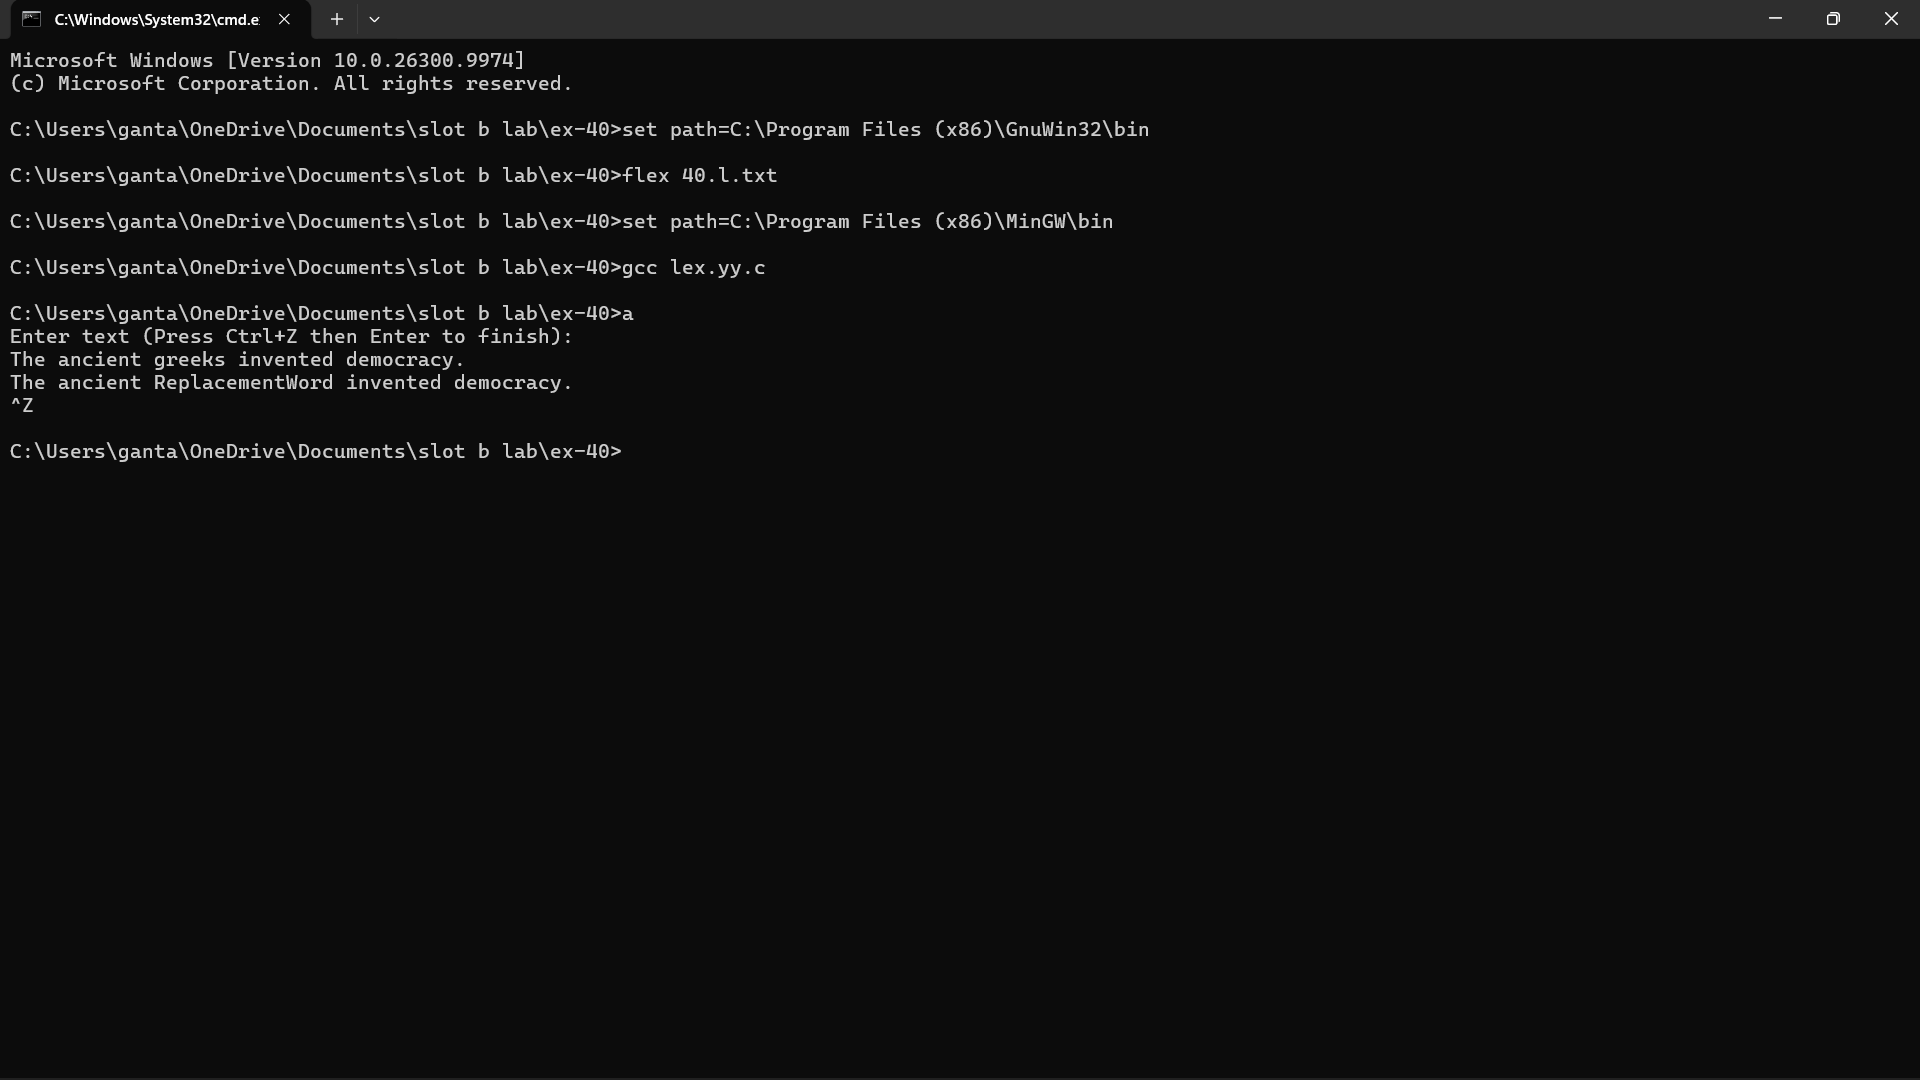 C:\Windows\System32\cmd.e
Microsoft Windows [Version 10.0.26300.9974]
(c) Microsoft Corporation. All rights reserved.
C:\Users\ganta\OneDrive\Documents\slot b lab\ex-40>set path=C:\Program Files (x86)\GnuWin32\bin
C:\Users\ganta\OneDrive\Documents\slot b lab\ex-40>flex 40.l.txt
C:\Users\ganta\OneDrive\Documents\slot b lab\ex-40>set path=C:\Program Files (x86)\MinGW\bin
C:\Users\ganta\OneDrive\Documents\slot b lab\ex-40>gcc lex.yy.c
C:\Users\ganta\OneDrive\Documents\slot b lab\ex-40>a
Enter text (Press Ctrl+Z then Enter to finish):
The ancient greeks invented democracy.
The ancient ReplacementWord invented democracy.
^Z
C:\Users\ganta\OneDrive\Documents\slot b lab\ex-40>